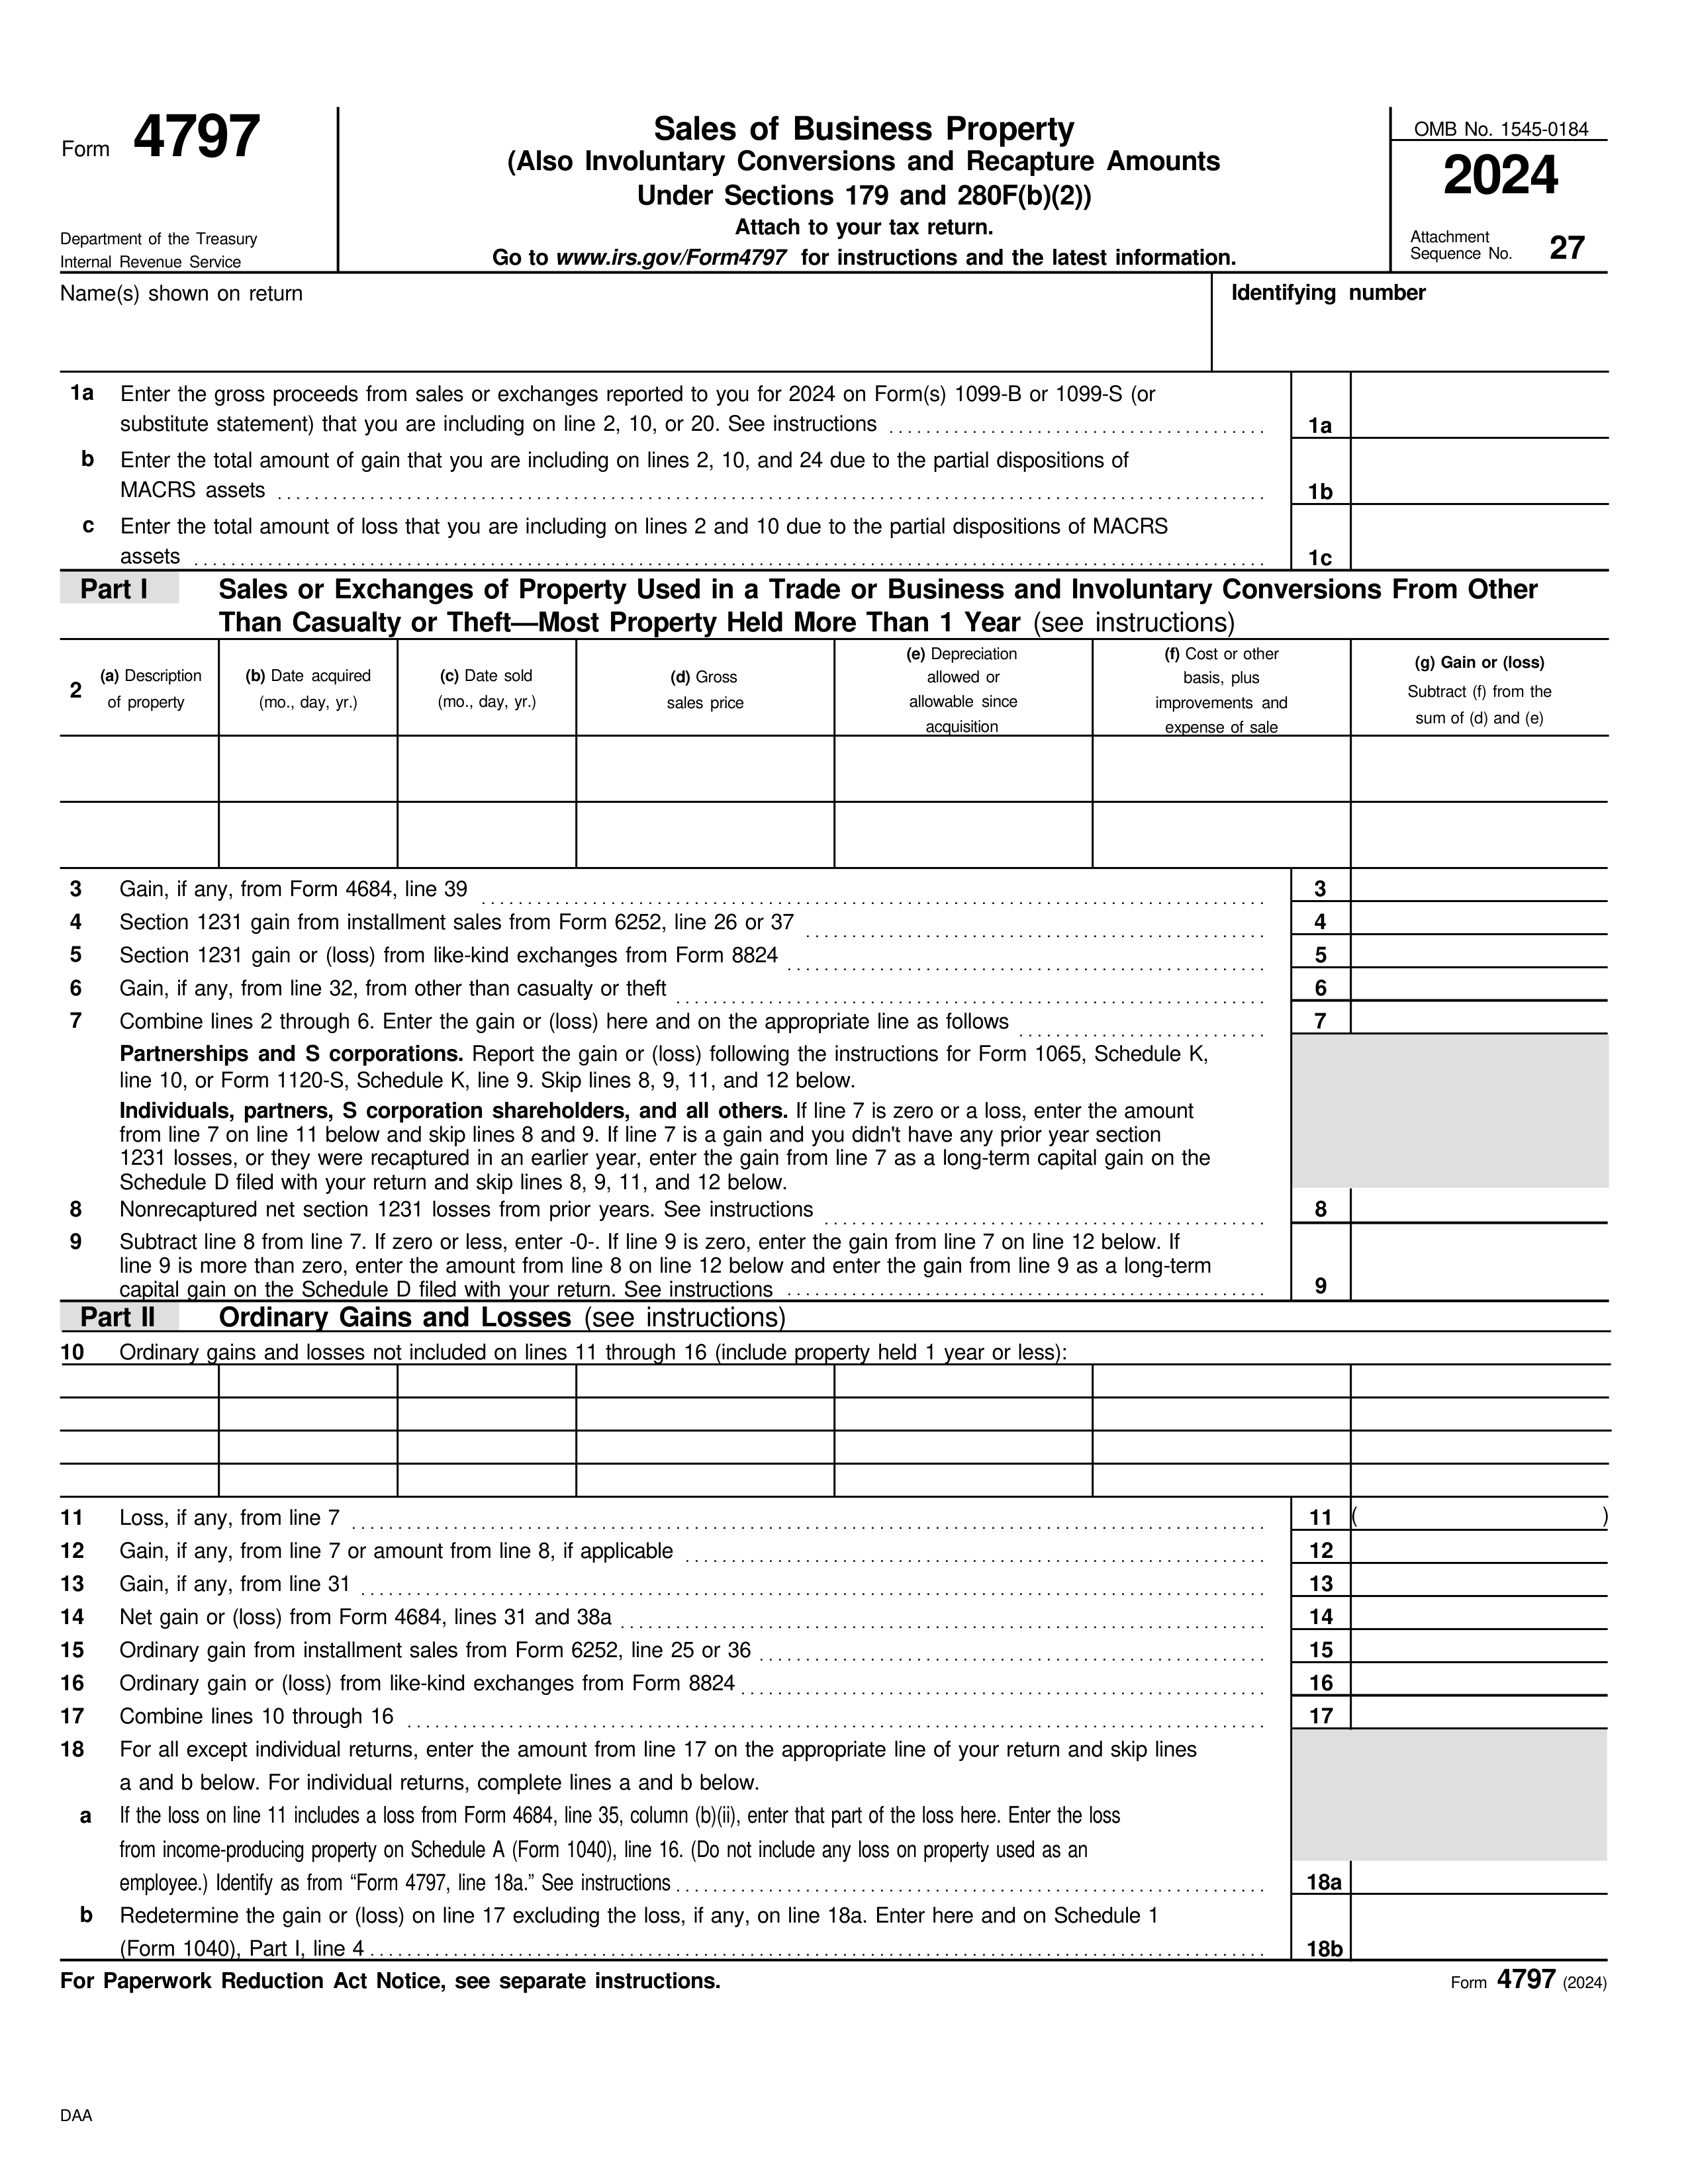 Form 4797
Department of the Treasury
Internal Revenue Service
Sales of Business Property
(Also Involuntary Conversions and Recapture Amounts
Under Sections 179 and 280F(b)(2))
Attach to your tax return.
Go to www.irs.gov/Form4797 for instructions and the latest information.
OMB No. 1545-0184
2024
Attachment
Sequence No. 27
Name(s) shown on return
Identifying number
1a Enter the gross proceeds from sales or exchanges reported to you for 2024 on Form(s) 1099-B or 1099-S (or
substitute statement) that you are including on line 2, 10, or 20. See instructions 1a
b Enter the total amount of gain that you are including on lines 2, 10, and 24 due to the partial dispositions of
MACRS assets 1b
c Enter the total amount of loss that you are including on lines 2 and 10 due to the partial dispositions of MACRS
assets 1c
Part I Sales or Exchanges of Property Used in a Trade or Business and Involuntary Conversions From Other
Than Casualty or Theft—Most Property Held More Than 1 Year (see instructions)
2
(a) Description
of property
(b) Date acquired
(mo., day, yr.)
(c) Date sold
(mo., day, yr.)
(d) Gross
sales price
(e) Depreciation
allowed or
allowable since
acquisition
(f) Cost or other
basis, plus
improvements and
expense of sale
(g) Gain or (loss)
Subtract (f) from the
sum of (d) and (e)
3 Gain, if any, from Form 4684, line 39 3
4 Section 1231 gain from installment sales from Form 6252, line 26 or 37 4
5 Section 1231 gain or (loss) from like-kind exchanges from Form 8824 5
6 Gain, if any, from line 32, from other than casualty or theft 6
7 Combine lines 2 through 6. Enter the gain or (loss) here and on the appropriate line as follows 7
Partnerships and S corporations. Report the gain or (loss) following the instructions for Form 1065, Schedule K,
line 10, or Form 1120-S, Schedule K, line 9. Skip lines 8, 9, 11, and 12 below.
Individuals, partners, S corporation shareholders, and all others. If line 7 is zero or a loss, enter the amount
from line 7 on line 11 below and skip lines 8 and 9. If line 7 is a gain and you didn't have any prior year section
1231 losses, or they were recaptured in an earlier year, enter the gain from line 7 as a long-term capital gain on the
Schedule D filed with your return and skip lines 8, 9, 11, and 12 below.
8 Nonrecaptured net section 1231 losses from prior years. See instructions 8
9 Subtract line 8 from line 7. If zero or less, enter -0-. If line 9 is zero, enter the gain from line 7 on line 12 below. If
line 9 is more than zero, enter the amount from line 8 on line 12 below and enter the gain from line 9 as a long-term
capital gain on the Schedule D filed with your return. See instructions 9
Part II Ordinary Gains and Losses (see instructions)
10 Ordinary gains and losses not included on lines 11 through 16 (include property held 1 year or less):
11 Loss, if any, from line 7 11 ( )
12 Gain, if any, from line 7 or amount from line 8, if applicable 12
13 Gain, if any, from line 31 13
14 Net gain or (loss) from Form 4684, lines 31 and 38a 14
15 Ordinary gain from installment sales from Form 6252, line 25 or 36 15
16 Ordinary gain or (loss) from like-kind exchanges from Form 8824 16
17 Combine lines 10 through 16 17
18 For all except individual returns, enter the amount from line 17 on the appropriate line of your return and skip lines
a and b below. For individual returns, complete lines a and b below.
a If the loss on line 11 includes a loss from Form 4684, line 35, column (b)(ii), enter that part of the loss here. Enter the loss
from income-producing property on Schedule A (Form 1040), line 16. (Do not include any loss on property used as an
employee.) Identify as from “Form 4797, line 18a.” See instructions 18a
b Redetermine the gain or (loss) on line 17 excluding the loss, if any, on line 18a. Enter here and on Schedule 1
(Form 1040), Part I, line 4 18b
For Paperwork Reduction Act Notice, see separate instructions.
Form 4797 (2024)
DAA